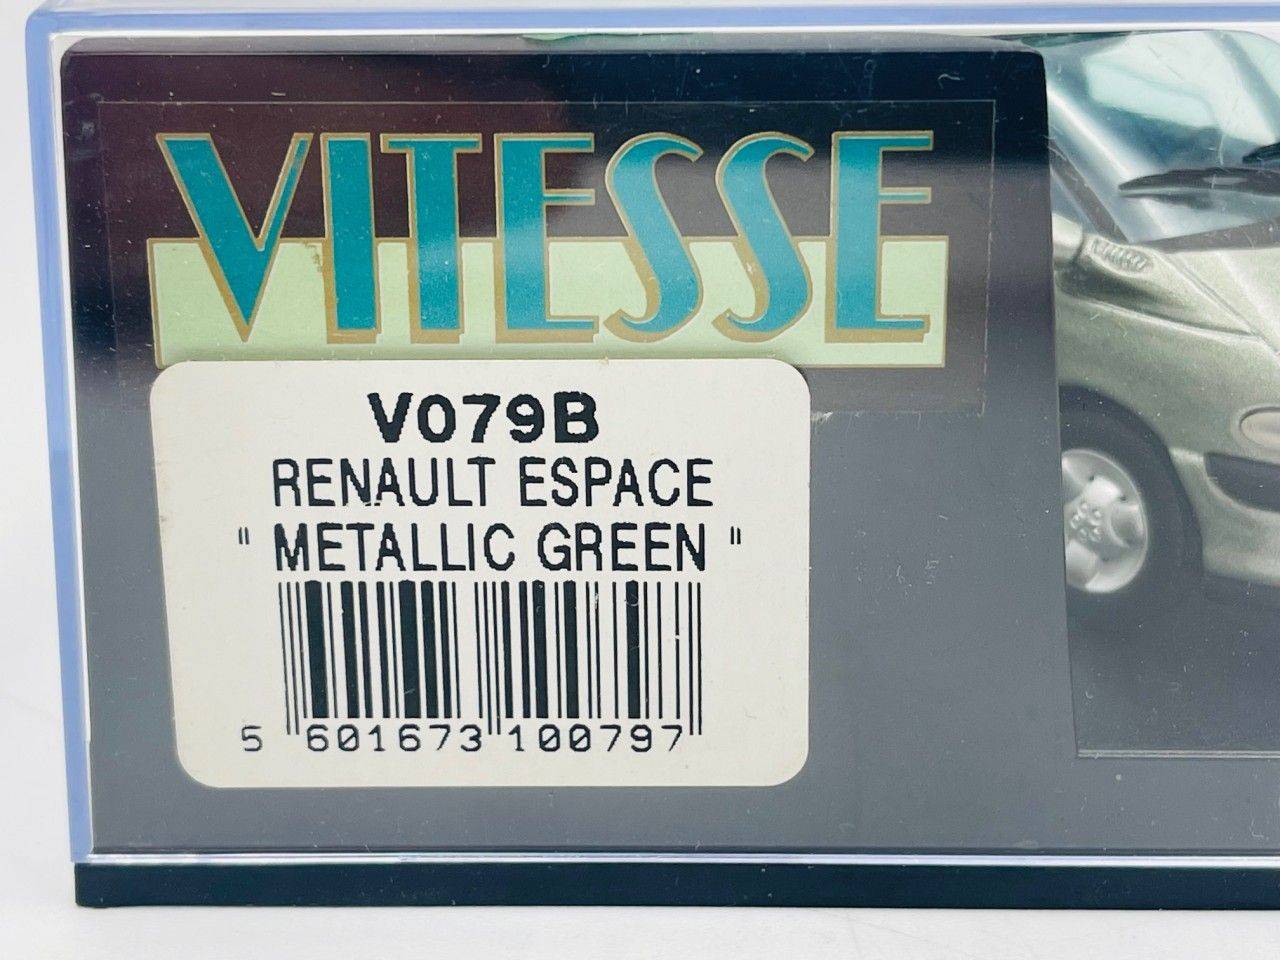 VITESSE
V079B
RENAULT ESPACE
" METALLIC GREEN "
5 601673 100797